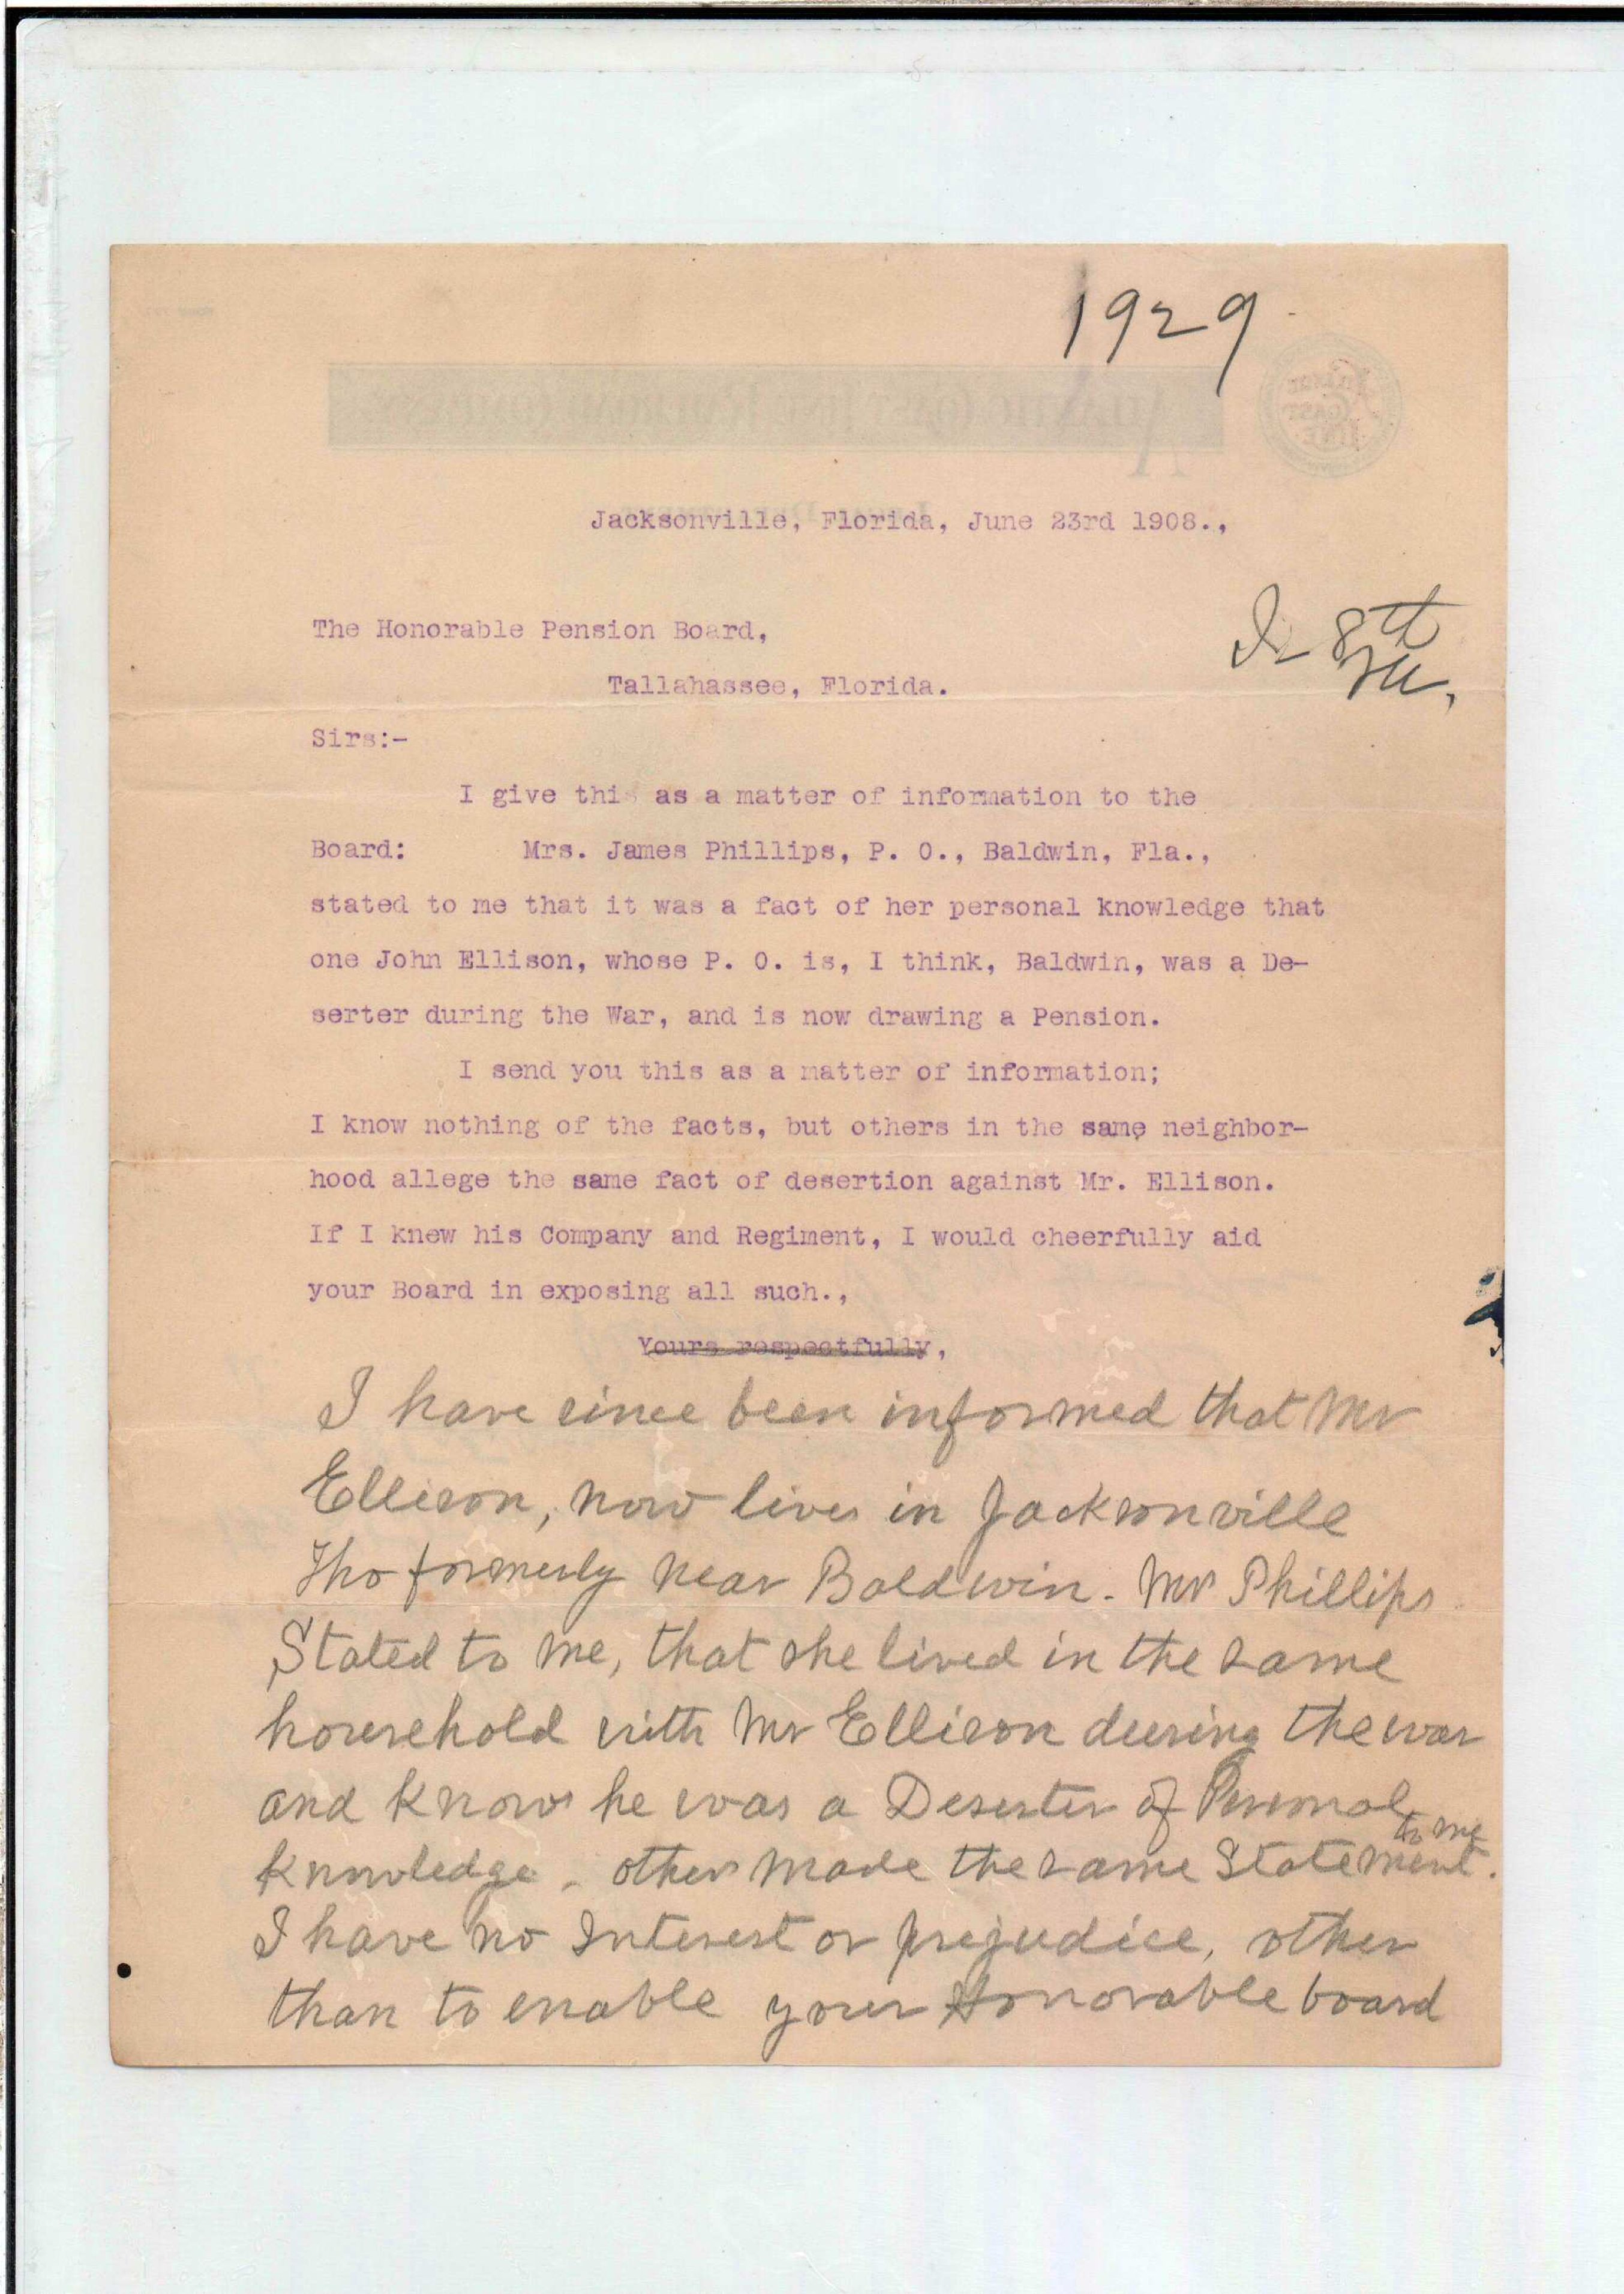 1929
Jacksonville, Florida, June 23rd 1908.,
The Honorable Pension Board,
8th
Tallahassee, Florida.
Sirs:-
I give this as a matter of information to the
Board: Mrs. James Phillips, P. O., Baldwin, Fla.,
stated to me that it was a fact of her personal knowledge that
one John Ellison, whose P. O. is, I think, Baldwin, was a De-
serter during the War, and is now drawing a Pension.
I send you this as a matter of information;
I know nothing of the facts, but others in the same neighbor-
hood allege the same fact of desertion against Mr. Ellison.
If I knew his Company and Regiment, I would cheerfully aid
your Board in exposing all such.,
Yours respectfully,
I have since been informed that Mr
Ellison, now lives in Jacksonville
Tho formerly near Baldwin. Mrs Phillips
Stated to me, that she lived in the same
household with Mr Ellison during the war
and knows he was a Deserter of Personal
knowledge. others made the same Statement to me.
I have no Interest or prejudice, other
than to enable your Honorable board